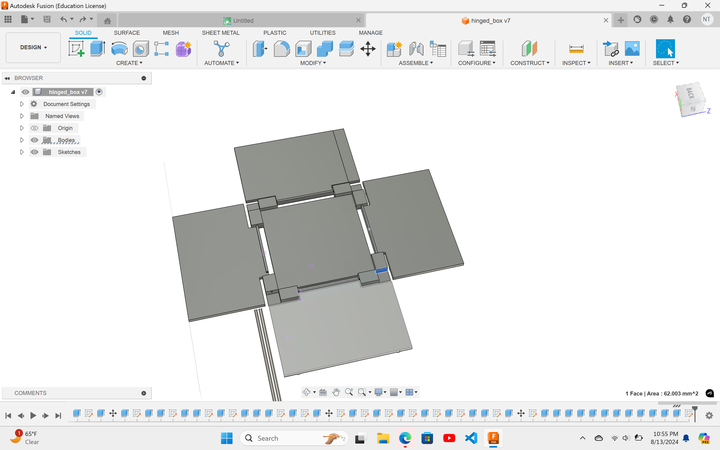 Autodesk Fusion (Education License)
Untitled
hinged_box v7
NT
DESIGN
SOLID SURFACE MESH SHEET METAL PLASTIC UTILITIES MANAGE
CREATE AUTOMATE MODIFY ASSEMBLE CONFIGURE CONSTRUCT INSPECT INSERT SELECT
BROWSER
hinged_box v7
Document Settings
Named Views
Origin
Bodies
Sketches
BACK
X
Z
COMMENTS
1 Face | Area : 62.003 mm^2
1
65°F
Clear
Search
10:55 PM
8/13/2024